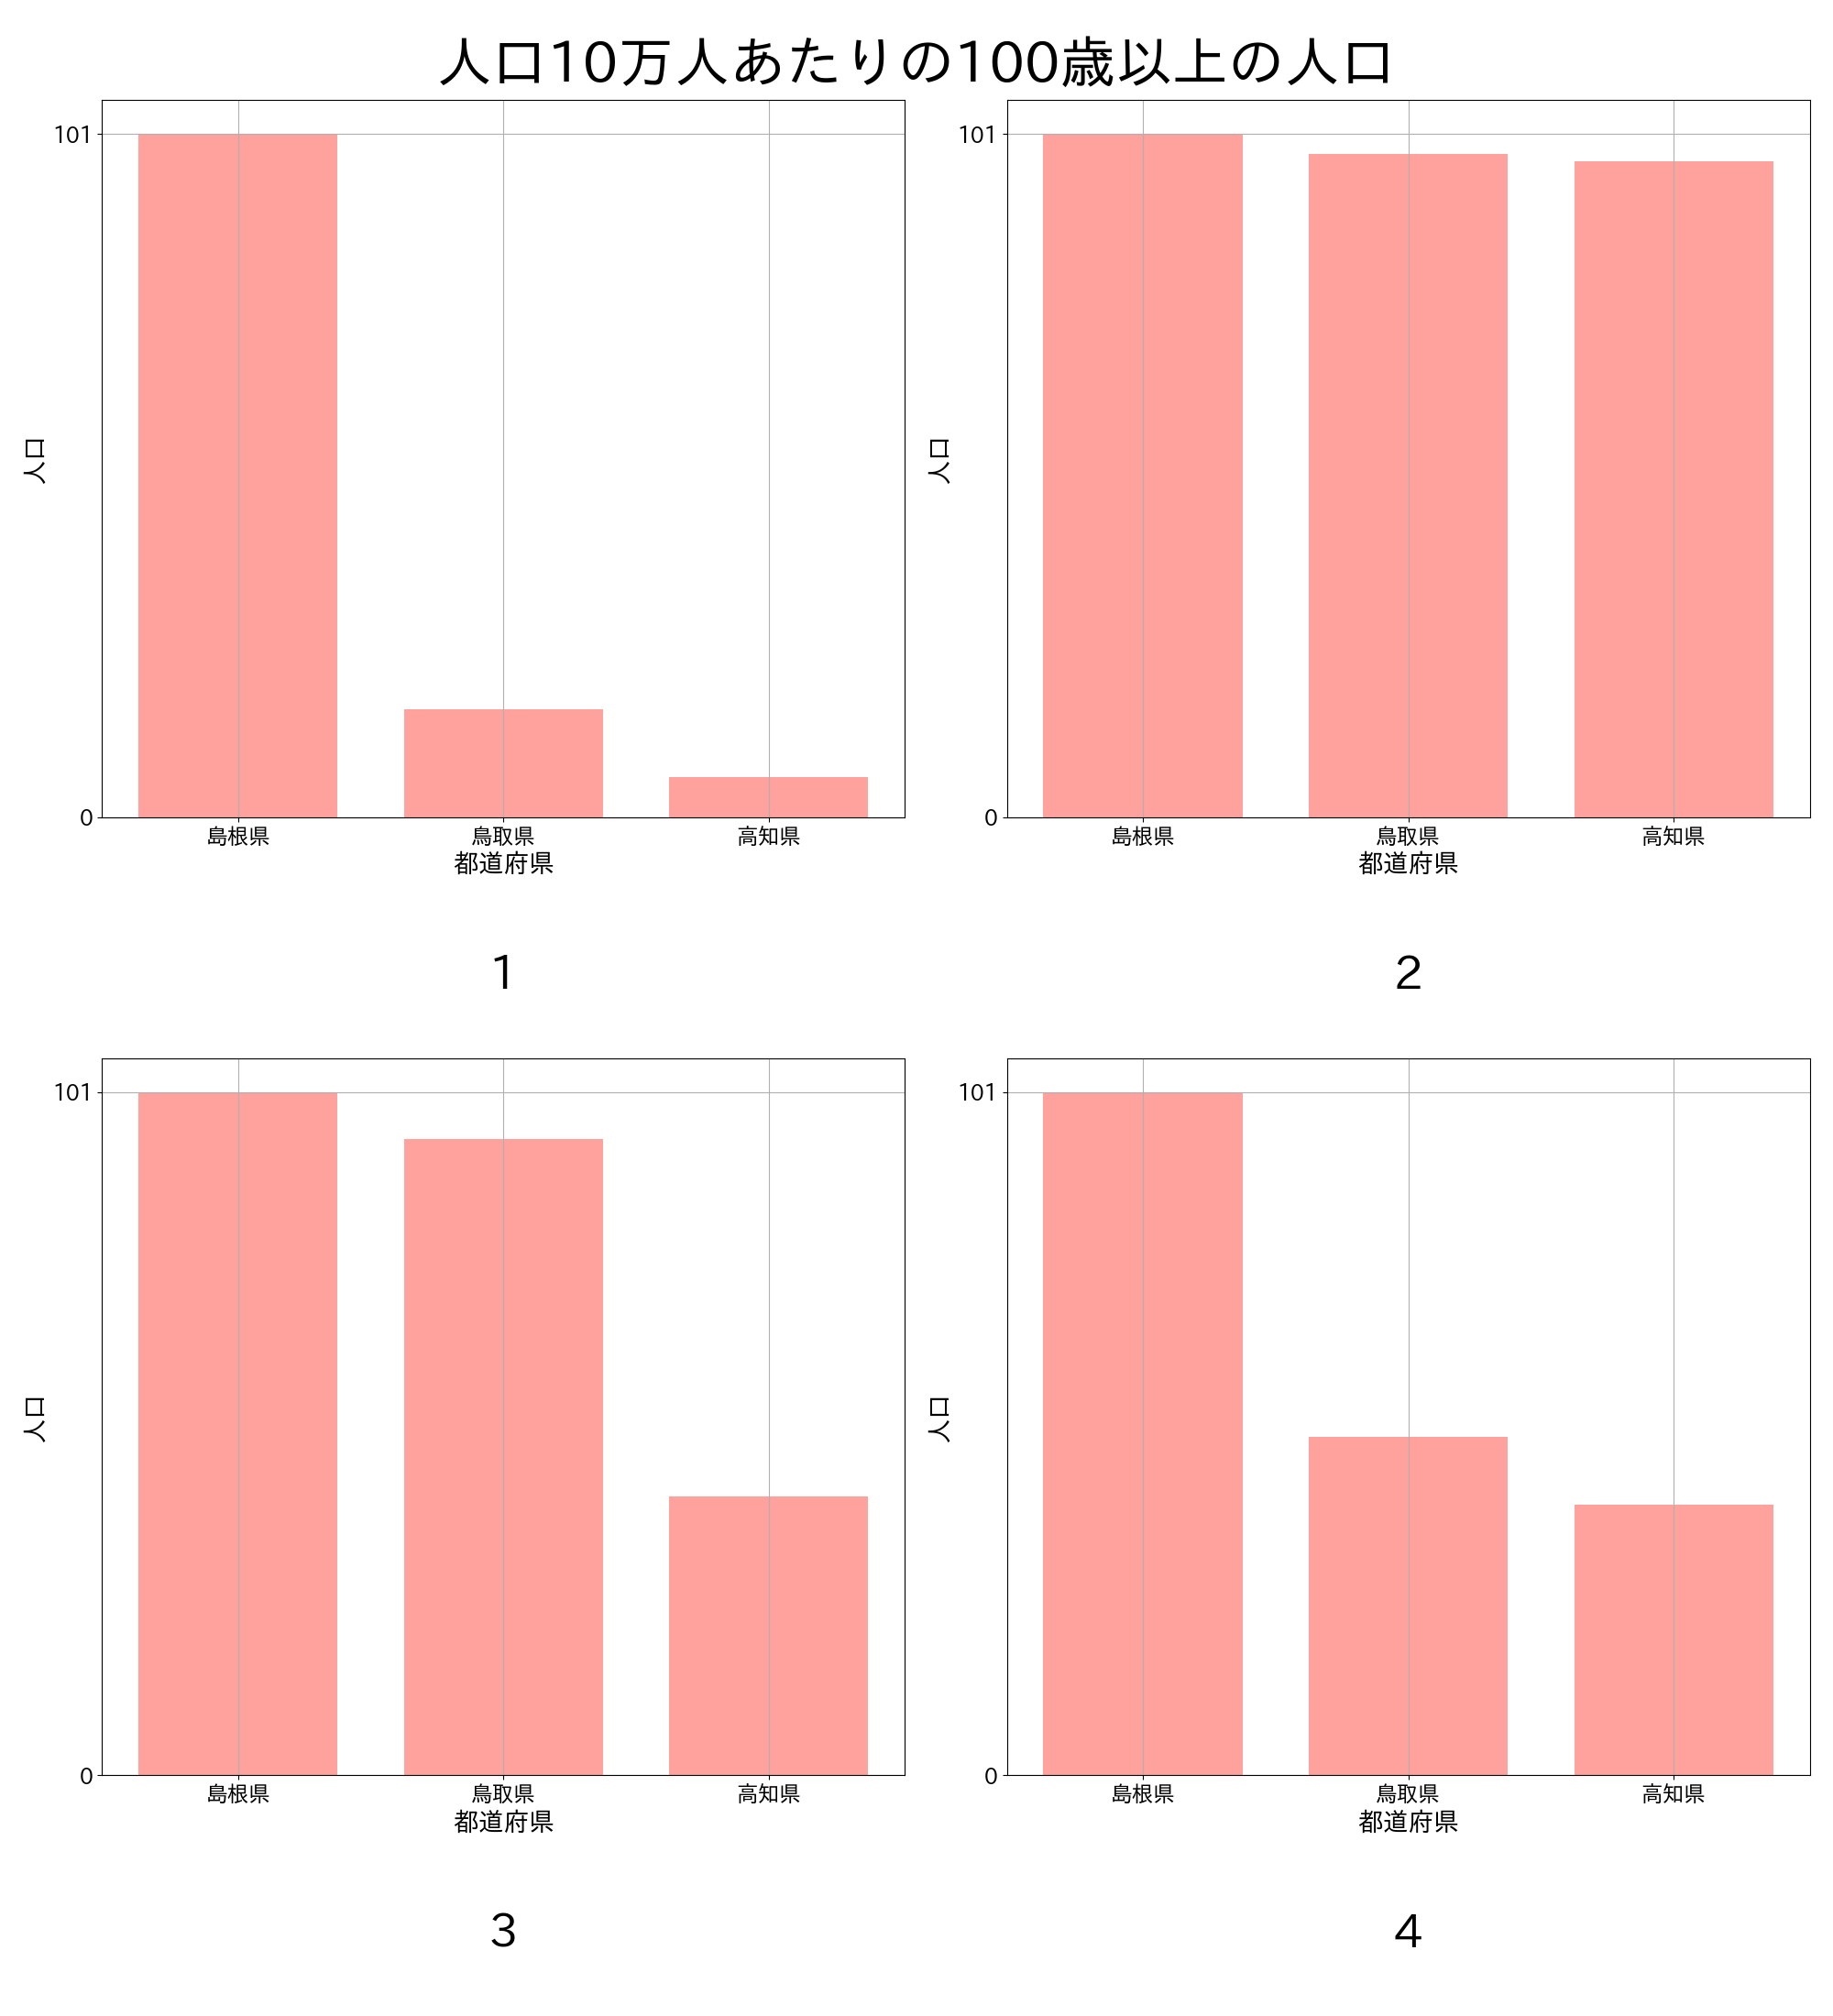 人口10万人あたりの100歳以上の人口
101
人口
0
島根県 鳥取県 高知県
都道府県
1
101
人口
0
島根県 鳥取県 高知県
都道府県
2
101
人口
0
島根県 鳥取県 高知県
都道府県
3
101
人口
0
島根県 鳥取県 高知県
都道府県
4